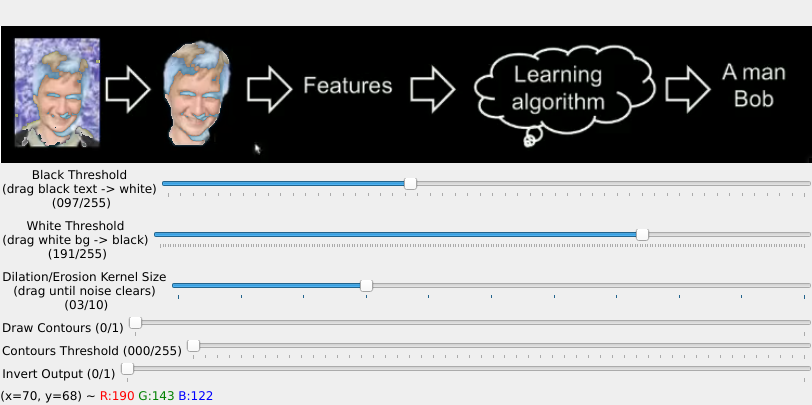 Features
Learning
algorithm
A man
Bob
Black Threshold
(drag black text -> white)
(097/255)
White Threshold
(drag white bg -> black)
(191/255)
Dilation/Erosion Kernel Size
(drag until noise clears)
(03/10)
Draw Contours (0/1)
Contours Threshold (000/255)
Invert Output (0/1)
(x=70, y=68) ~ R:190 G:143 B:122